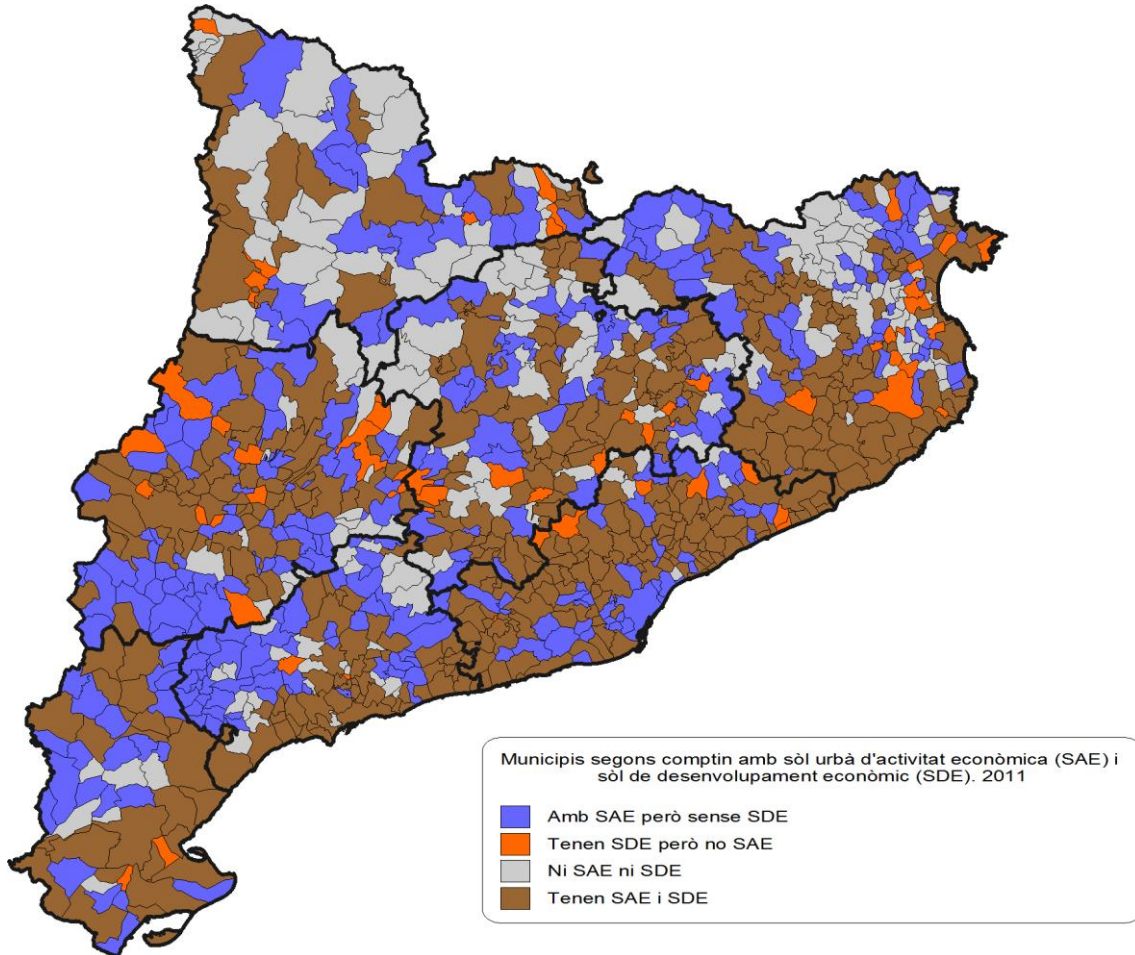 Municipis segons comptin amb sòl urbà d'activitat econòmica (SAE) i
sòl de desenvolupament econòmic (SDE). 2011
Amb SAE però sense SDE
Tenen SDE però no SAE
Ni SAE ni SDE
Tenen SAE i SDE